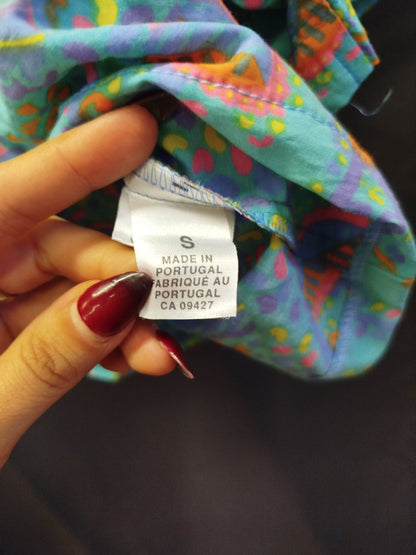 S
MADE IN
PORTUGAL
FABRIQUÉ AU
PORTUGAL
CA 09427